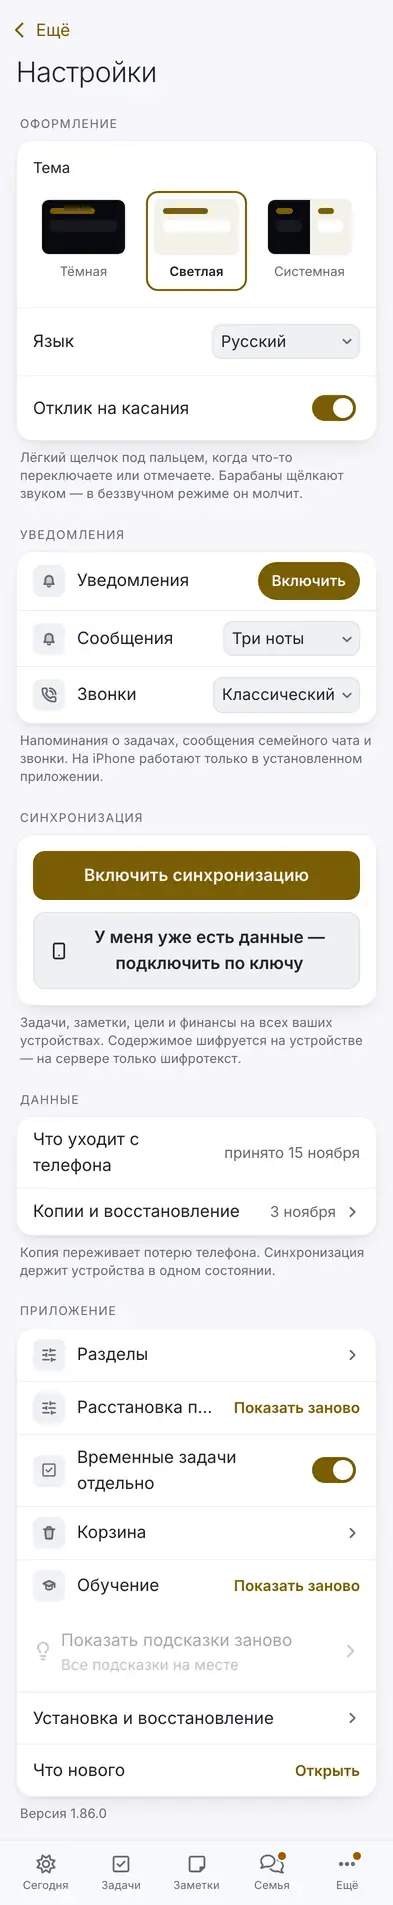 Ещё
Настройки
ОФОРМЛЕНИЕ
Тема
Тёмная
Светлая
Системная
Язык
Русский
Отклик на касания
Лёгкий щелчок под пальцем, когда что-то
переключаете или отмечаете. Барабаны щёлкают
звуком — в беззвучном режиме он молчит.
УВЕДОМЛЕНИЯ
Уведомления
Включить
Сообщения
Три ноты
Звонки
Классический
Напоминания о задачах, сообщения семейного чата и
звонки. На iPhone работают только в установленном
приложении.
СИНХРОНИЗАЦИЯ
Включить синхронизацию
У меня уже есть данные —
подключить по ключу
Задачи, заметки, цели и финансы на всех ваших
устройствах. Содержимое шифруется на устройстве
— на сервере только шифротекст.
ДАННЫЕ
Что уходит с
телефона
принято 15 ноября
Копии и восстановление
3 ноября
Копия переживает потерю телефона. Синхронизация
держит устройства в одном состоянии.
ПРИЛОЖЕНИЕ
Разделы
Расстановка п...
Показать заново
Временные задачи
отдельно
Корзина
Обучение
Показать заново
Показать подсказки заново
Все подсказки на месте
Установка и восстановление
Что нового
Открыть
Версия 1.86.0
Сегодня
Задачи
Заметки
Семья
Ещё